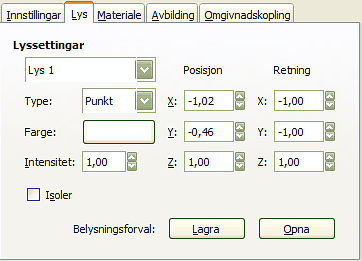 Innstillingar Lys Materiale Avbilding Omgivnadskopling
Lyssettingar
Lys 1 Posisjon Retning
Type: Punkt X: -1,02 X: -1,00
Farge: Y: -0,46 Y: -1,00
Intensitet: 1,00 Z: 1,00 Z: 1,00
Isoler
Belysningsforval: Lagra Opna